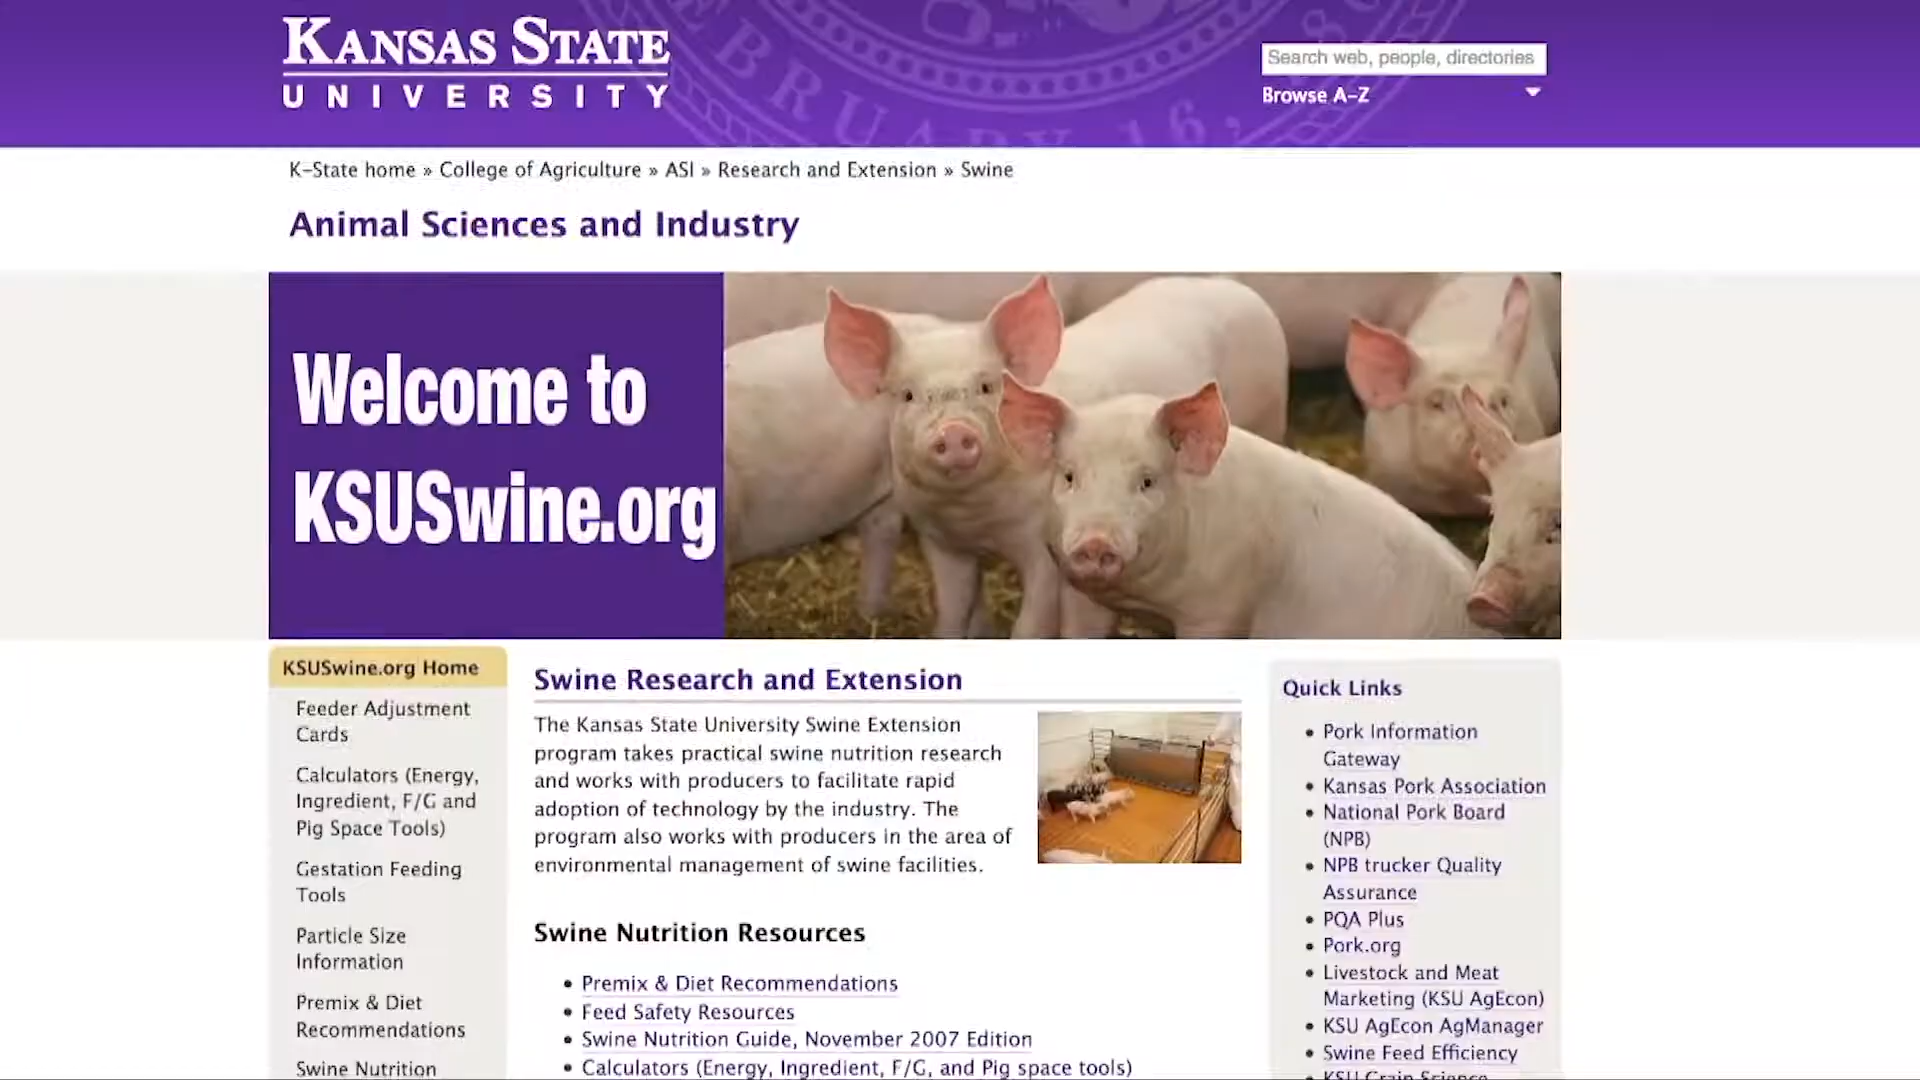 KANSAS STATE
UNIVERSITY
Search web, people, directories
Browse A-Z
FEBRUARY 16,
K-State home » College of Agriculture » ASI » Research and Extension » Swine
Animal Sciences and Industry
Welcome to
KSUSwine.org
KSUSwine.org Home
Feeder Adjustment
Cards
Calculators (Energy,
Ingredient, F/G and
Pig Space Tools)
Gestation Feeding
Tools
Particle Size
Information
Premix & Diet
Recommendations
Swine Nutrition
Swine Research and Extension
The Kansas State University Swine Extension
program takes practical swine nutrition research
and works with producers to facilitate rapid
adoption of technology by the industry. The
program also works with producers in the area of
environmental management of swine facilities.
Swine Nutrition Resources
• Premix & Diet Recommendations
• Feed Safety Resources
• Swine Nutrition Guide, November 2007 Edition
• Calculators (Energy, Ingredient, F/G, and Pig space tools)
Quick Links
• Pork Information
Gateway
• Kansas Pork Association
• National Pork Board
(NPB)
• NPB trucker Quality
Assurance
• PQA Plus
• Pork.org
• Livestock and Meat
Marketing (KSU AgEcon)
• KSU AgEcon AgManager
• Swine Feed Efficiency
KSU Grain Science